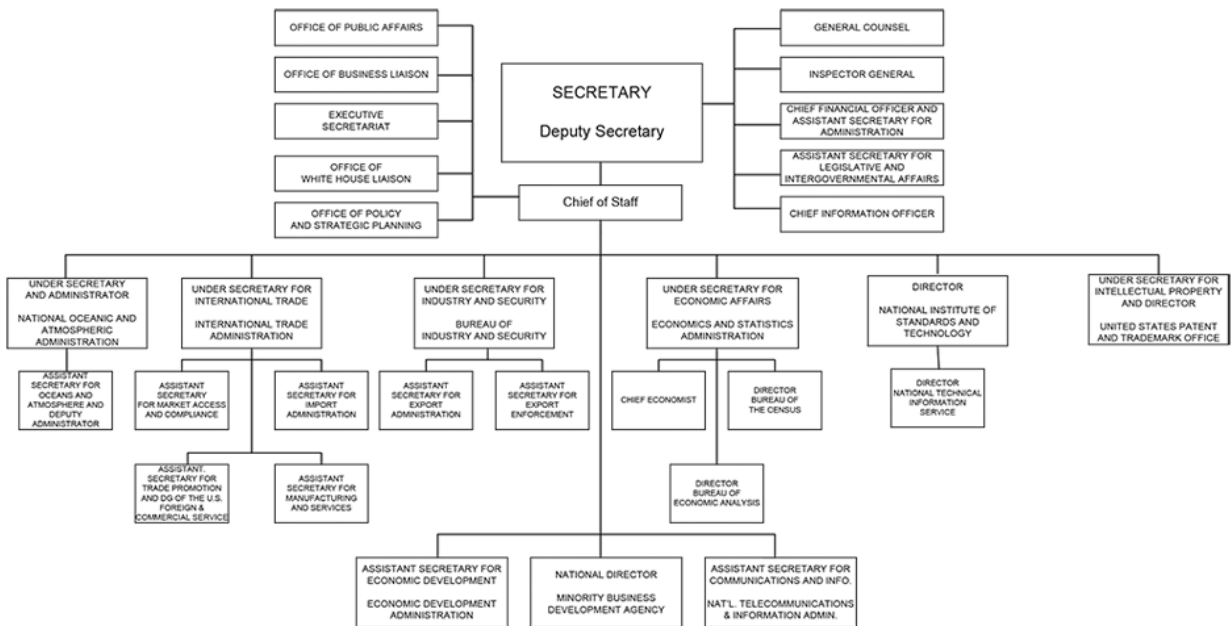 OFFICE OF PUBLIC AFFAIRS
OFFICE OF BUSINESS LIAISON
EXECUTIVE
SECRETARIAT
OFFICE OF
WHITE HOUSE LIAISON
OFFICE OF POLICY
AND STRATEGIC PLANNING
SECRETARY
Deputy Secretary
Chief of Staff
GENERAL COUNSEL
INSPECTOR GENERAL
CHIEF FINANCIAL OFFICER AND
ASSISTANT SECRETARY FOR
ADMINISTRATION
ASSISTANT SECRETARY FOR
LEGISLATIVE AND
INTERGOVERNMENTAL AFFAIRS
CHIEF INFORMATION OFFICER
UNDER SECRETARY
AND ADMINISTRATOR
NATIONAL OCEANIC AND
ATMOSPHERIC
ADMINISTRATION
UNDER SECRETARY FOR
INTERNATIONAL TRADE
INTERNATIONAL TRADE
ADMINISTRATION
UNDER SECRETARY FOR
INDUSTRY AND SECURITY
BUREAU OF
INDUSTRY AND SECURITY
UNDER SECRETARY FOR
ECONOMIC AFFAIRS
ECONOMICS AND STATISTICS
ADMINISTRATION
DIRECTOR
NATIONAL INSTITUTE OF
STANDARDS AND
TECHNOLOGY
UNDER SECRETARY FOR
INTELLECTUAL PROPERTY
AND DIRECTOR
UNITED STATES PATENT
AND TRADEMARK OFFICE
ASSISTANT
SECRETARY FOR
OCEANS AND
ATMOSPHERE AND
DEPUTY
ADMINISTRATOR
ASSISTANT
SECRETARY
FOR MARKET ACCESS
AND COMPLIANCE
ASSISTANT
SECRETARY FOR
IMPORT
ADMINISTRATION
ASSISTANT
SECRETARY FOR
EXPORT
ADMINISTRATION
ASSISTANT
SECRETARY FOR
EXPORT
ENFORCEMENT
CHIEF ECONOMIST
DIRECTOR
BUREAU OF
THE CENSUS
DIRECTOR
NATIONAL TECHNICAL
INFORMATION
SERVICE
ASSISTANT.
SECRETARY FOR
TRADE PROMOTION
AND DG OF THE U.S.
FOREIGN &
COMMERCIAL SERVICE
ASSISTANT
SECRETARY FOR
MANUFACTURING
AND SERVICES
DIRECTOR
BUREAU OF
ECONOMIC ANALYSIS
ASSISTANT SECRETARY FOR
ECONOMIC DEVELOPMENT
ECONOMIC DEVELOPMENT
ADMINISTRATION
NATIONAL DIRECTOR
MINORITY BUSINESS
DEVELOPMENT AGENCY
ASSISTANT SECRETARY FOR
COMMUNICATIONS AND INFO.
NAT'L. TELECOMMUNICATIONS
& INFORMATION ADMIN.